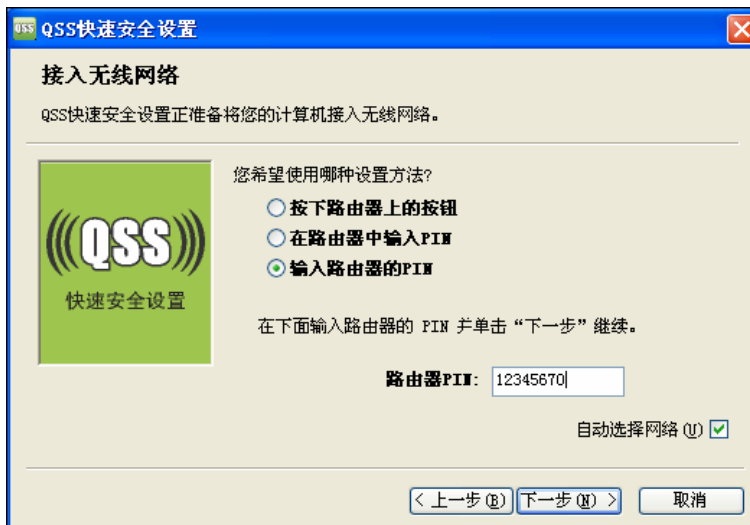 QSS QSS快速安全设置
接入无线网络
QSS快速安全设置正准备将您的计算机接入无线网络。
您希望使用哪种设置方法?
按下路由器上的按钮
在路由器中输入PIN
输入路由器的PIN
QSS
快速安全设置
在下面输入路由器的 PIN 并单击“下一步”继续。
路由器PIN: 12345670
自动选择网络(U)
< 上一步(B) 下一步(N) > 取消